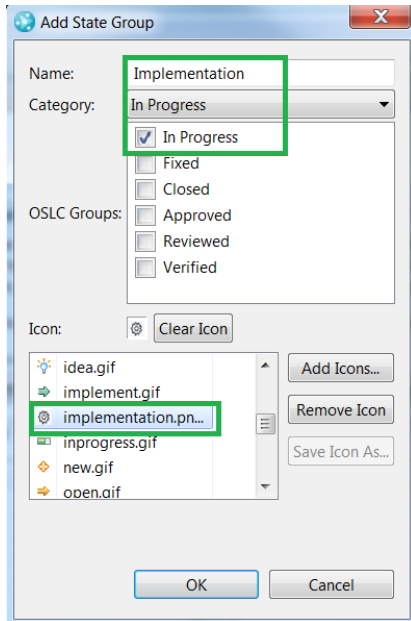 Add State Group
Name: Implementation
Category: In Progress
In Progress
Fixed
Closed
OSLC Groups: Approved
Reviewed
Verified
Icon: Clear Icon
idea.gif
Add Icons...
implement.gif
implementation.pn...
Remove Icon
inprogress.gif
Save Icon As...
new.gif
open.gif
OK Cancel